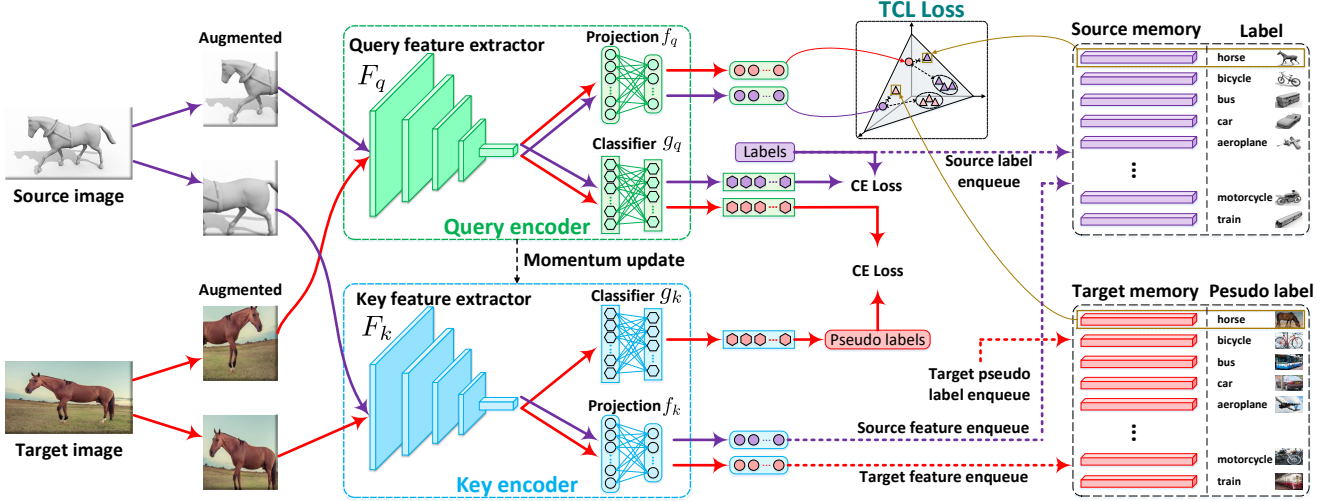 Augmented
Source image
Augmented
Target image
Query feature extractor
F_q
Projection f_q
Classifier g_q
Query encoder
Momentum update
Key feature extractor
F_k
Classifier g_k
Projection f_k
Key encoder
TCL Loss
Labels
CE Loss
Source label
enqueue
CE Loss
Pseudo labels
Target pseudo
label enqueue
Source feature enqueue
Target feature enqueue
Source memory
Label
horse
bicycle
bus
car
aeroplane
motorcycle
train
Target memory
Pesudo label
horse
bicycle
bus
car
aeroplane
motorcycle
train